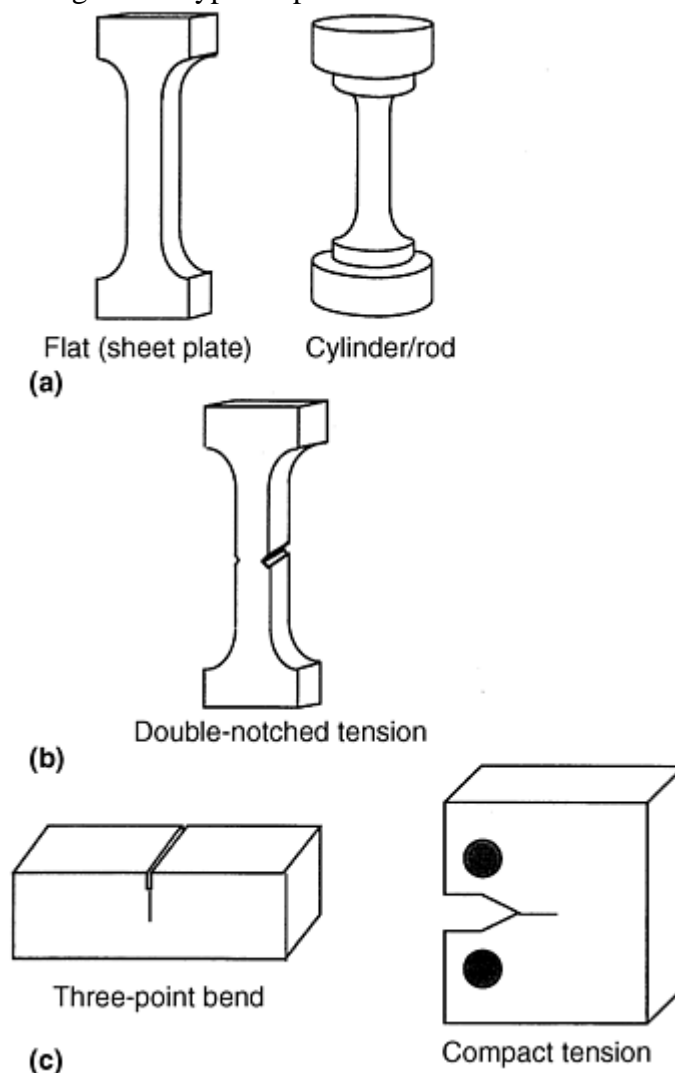 Flat (sheet plate) Cylinder/rod
(a)
Double-notched tension
(b)
Three-point bend
Compact tension
(c)